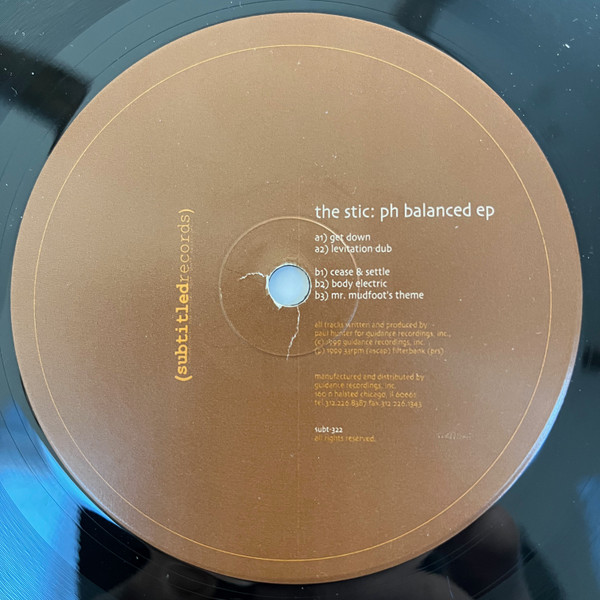 (subtitledrecords)
the stic: ph balanced ep
a1) get down
a2) levitation dub
b1) cease & settle
b2) body electric
b3) mr. mudfoot's theme
all tracks written and produced by
paul hunter for guidance recordings, inc.,
(c) 1999 guidance recordings, inc.
(p) 1999 33rpm (ascap) filterbank (prs)
manufactured and distributed by
guidance recordings, inc.
160 n halsted chicago, il 60661
tel 312.226.8387 fax 312.226.1343
subt-322
all rights reserved.